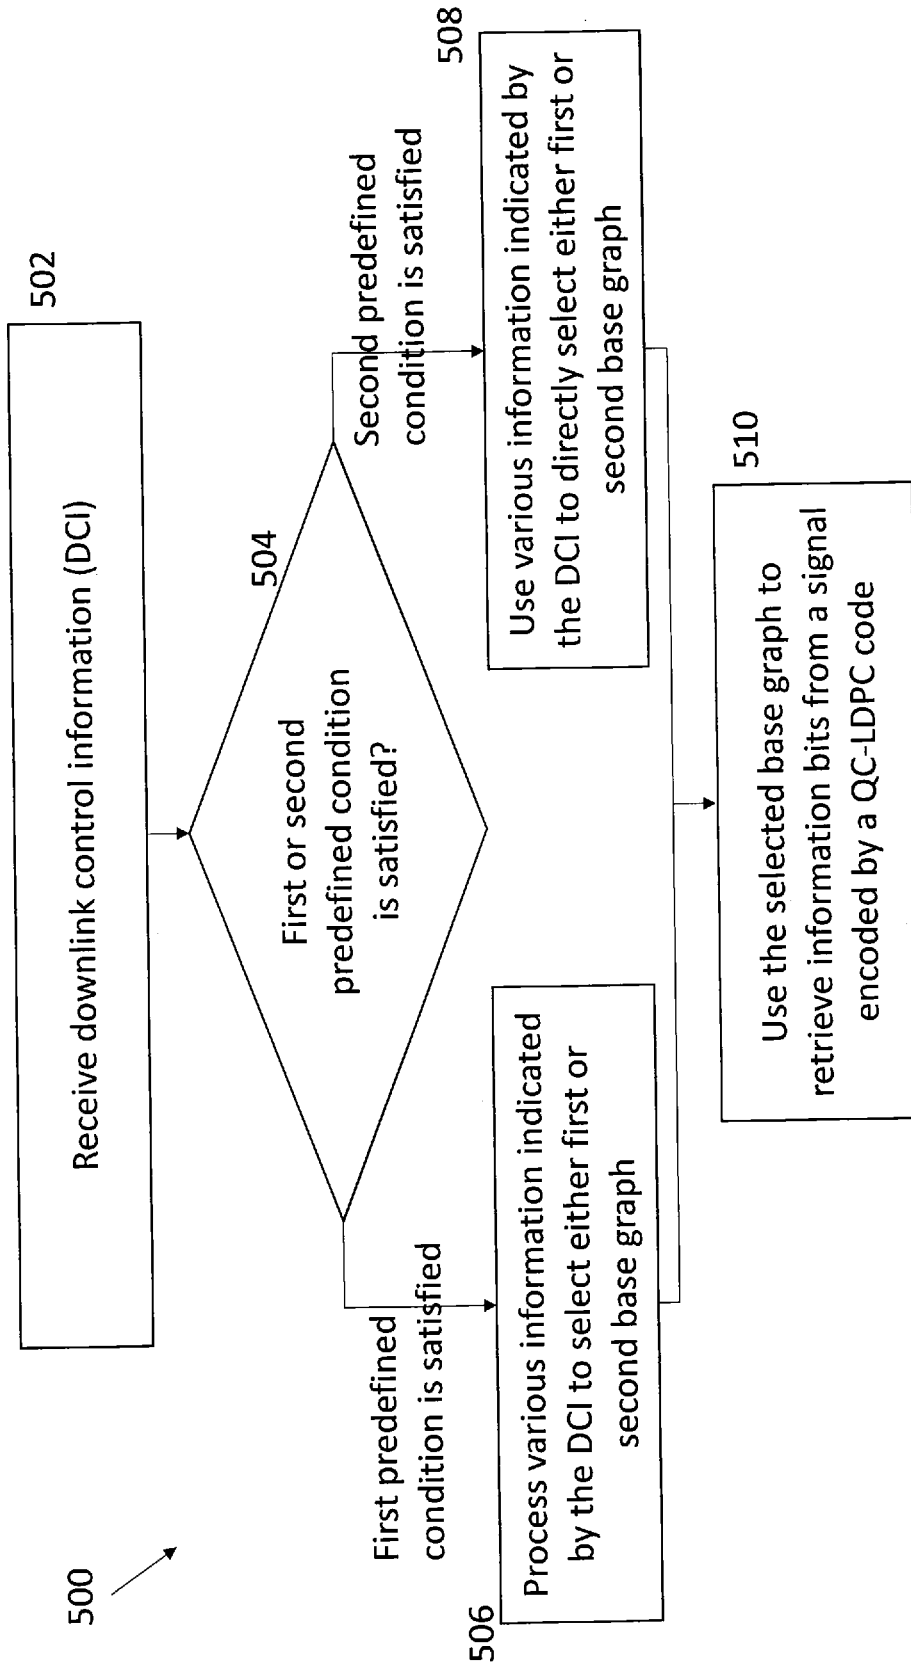 500
502
Receive downlink control information (DCI)
504
First or second
predefined condition
is satisfied?
First predefined
condition is satisfied
Second predefined
condition is satisfied
506
Process various information indicated
by the DCI to select either first or
second base graph
508
Use various information indicated by
the DCI to directly select either first or
second base graph
510
Use the selected base graph to
retrieve information bits from a signal
encoded by a QC-LDPC code